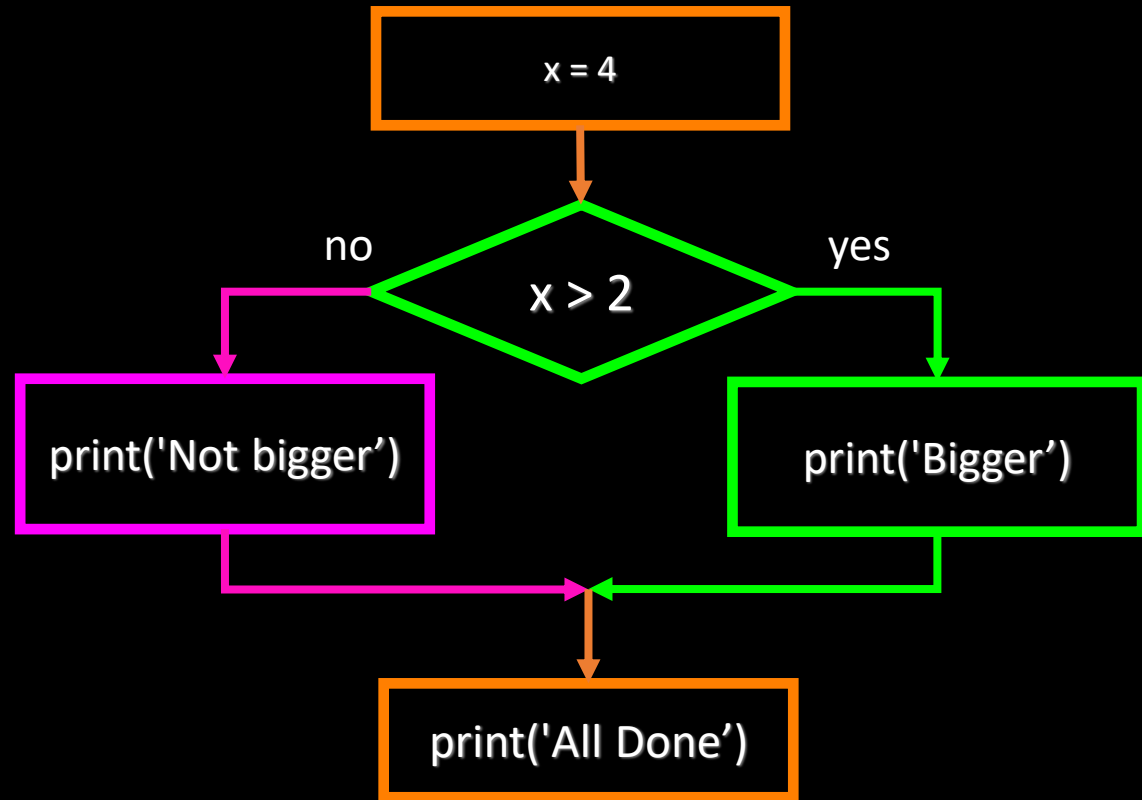 x = 4
no
yes
x > 2
print('Not bigger’)
print('Bigger’)
print('All Done’)